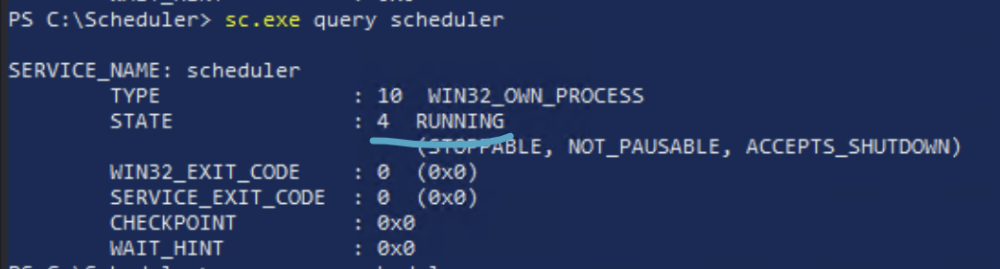 PS C:\Scheduler> sc.exe query scheduler
SERVICE_NAME: scheduler
TYPE : 10 WIN32_OWN_PROCESS
STATE : 4 RUNNING
(STOPPABLE, NOT_PAUSABLE, ACCEPTS_SHUTDOWN)
WIN32_EXIT_CODE : 0 (0x0)
SERVICE_EXIT_CODE : 0 (0x0)
CHECKPOINT : 0x0
WAIT_HINT : 0x0